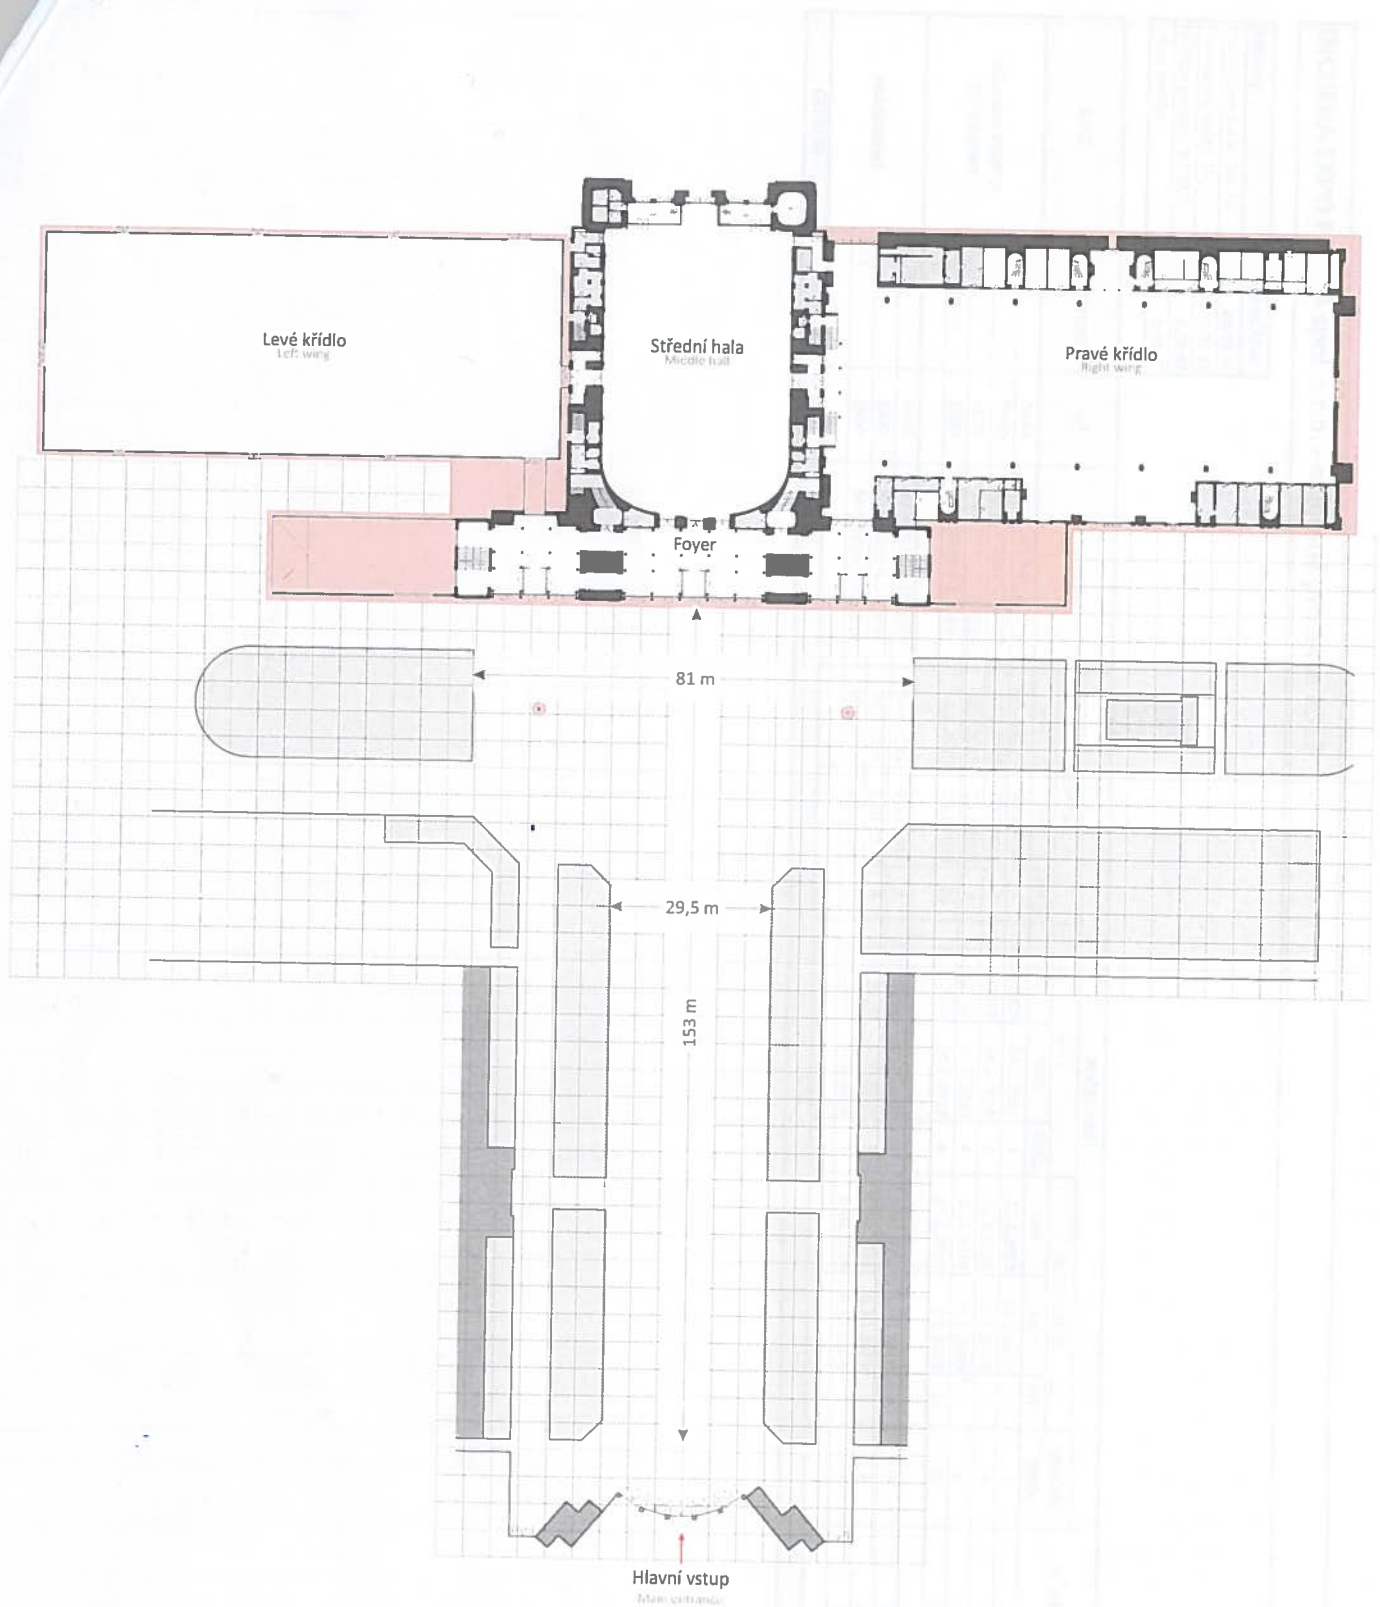 Levé křídlo
Left wing
Střední hala
Middle hall
Pravé křídlo
Right wing
Foyer
81 m
29,5 m
153 m
Hlavní vstup
Main entrance